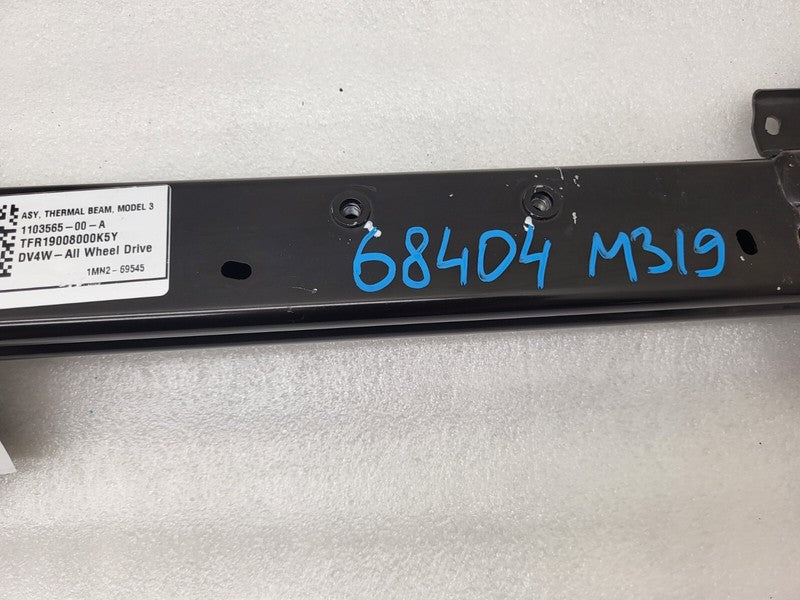 ASY, THERMAL BEAM, MODEL 3
1103565-00-A
TFR19008000K5Y
DV4W-All Wheel Drive
1MN2-69545
68404 M319